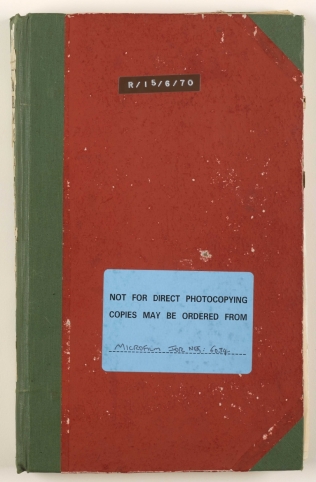 R/15/6/70
NOT FOR DIRECT PHOTOCOPYING
COPIES MAY BE ORDERED FROM
MICROFILM